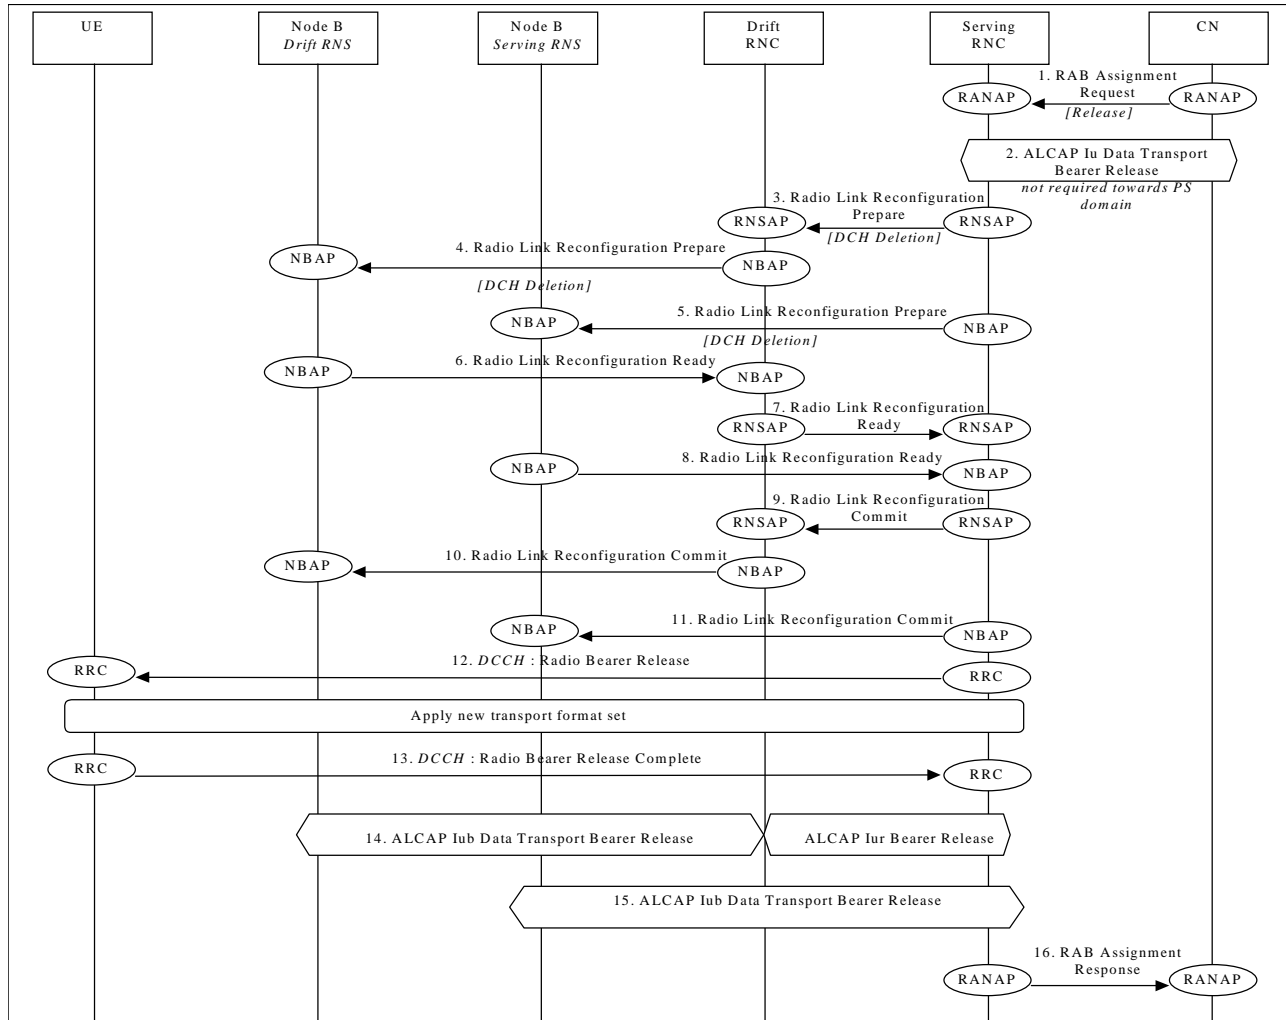 UE
Node B
Drift RNS
Node B
Serving RNS
Drift
RNC
Serving
RNC
CN
1. RAB Assignment
Request
RANAP
RANAP
[Release]
2. ALCAP Iu Data Transport
Bearer Release
not required towards PS
domain
3. Radio Link Reconfiguration
Prepare
RNSAP
RNSAP
[DCH Deletion]
4. Radio Link Reconfiguration Prepare
NBAP
NBAP
[DCH Deletion]
5. Radio Link Reconfiguration Prepare
NBAP
NBAP
[DCH Deletion]
6. Radio Link Reconfiguration Ready
NBAP
NBAP
7. Radio Link Reconfiguration
Ready
RNSAP
RNSAP
8. Radio Link Reconfiguration Ready
NBAP
NBAP
9. Radio Link Reconfiguration
Commit
RNSAP
RNSAP
10. Radio Link Reconfiguration Commit
NBAP
NBAP
11. Radio Link Reconfiguration Commit
NBAP
NBAP
12. DCCH : Radio Bearer Release
RRC
RRC
Apply new transport format set
13. DCCH : Radio Bearer Release Complete
RRC
RRC
14. ALCAP Iub Data Transport Bearer Release
ALCAP Iur Bearer Release
15. ALCAP Iub Data Transport Bearer Release
16. RAB Assignment
Response
RANAP
RANAP